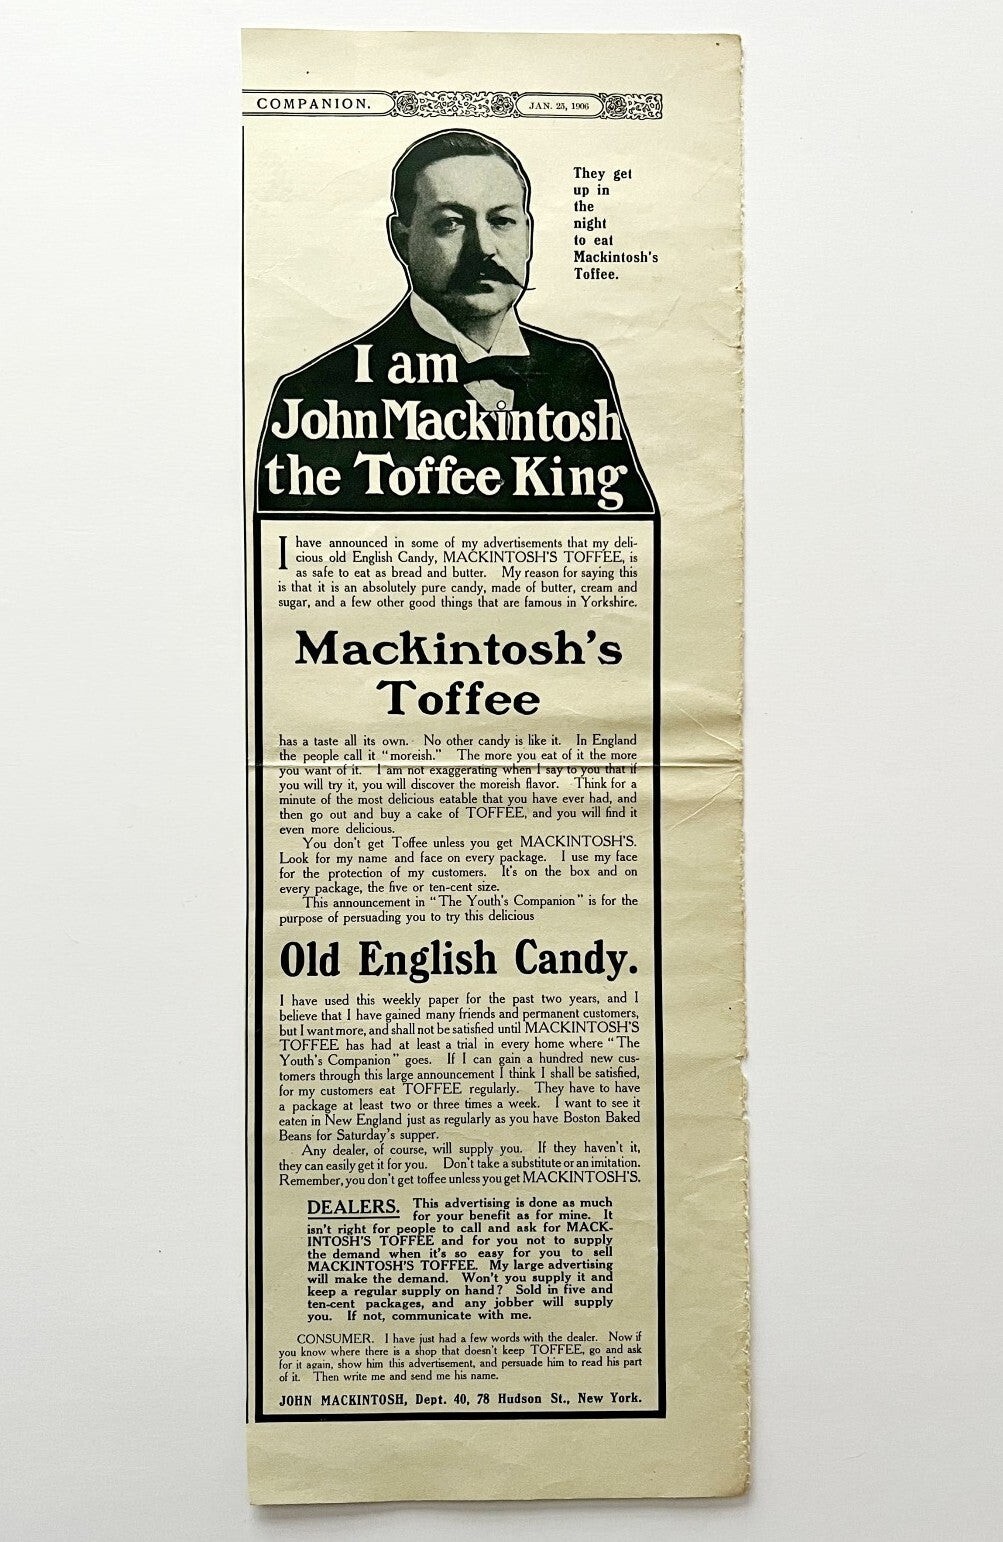 COMPANION.
JAN. 25, 1906
They get
up in
the
night
to eat
Mackintosh's
Toffee.
I am
John Mackintosh
the Toffee King
I have announced in some of my advertisements that my deli-
cious old English Candy, MACKINTOSH'S TOFFEE, is
as safe to eat as bread and butter. My reason for saying this
is that it is an absolutely pure candy, made of butter, cream and
sugar, and a few other good things that are famous in Yorkshire.
Mackintosh's
Toffee
has a taste all its own. No other candy is like it. In England
the people call it "moreish." The more you eat of it the more
you want of it. I am not exaggerating when I say to you that if
you will try it, you will discover the moreish flavor. Think for a
minute of the most delicious eatable that you have ever had, and
then go out and buy a cake of TOFFEE, and you will find it
even more delicious.
You don't get Toffee unless you get MACKINTOSH'S.
Look for my name and face on every package. I use my face
for the protection of my customers. It's on the box and on
every package, the five or ten-cent size.
This announcement in "The Youth's Companion" is for the
purpose of persuading you to try this delicious
Old English Candy.
I have used this weekly paper for the past two years, and I
believe that I have gained many friends and permanent customers,
but I want more, and shall not be satisfied until MACKINTOSH'S
TOFFEE has had at least a trial in every home where "The
Youth's Companion" goes. If I can gain a hundred new cus-
tomers through this large announcement I think I shall be satisfied,
for my customers eat TOFFEE regularly. They have to have
a package at least two or three times a week. I want to see it
eaten in New England just as regularly as you have Boston Baked
Beans for Saturday's supper.
Any dealer, of course, will supply you. If they haven't it,
they can easily get it for you. Don't take a substitute or an imitation.
Remember, you don't get toffee unless you get MACKINTOSH'S.
DEALERS. This advertising is done as much
for your benefit as for mine. It
isn't right for people to call and ask for MACK-
INTOSH'S TOFFEE and for you not to supply
the demand when it's so easy for you to sell
MACKINTOSH'S TOFFEE. My large advertising
will make the demand. Won't you supply it and
keep a regular supply on hand? Sold in five and
ten-cent packages, and any jobber will supply
you. If not, communicate with me.
CONSUMER. I have just had a few words with the dealer. Now if
you know where there is a shop that doesn't keep TOFFEE, go and ask
for it again, show him this advertisement, and persuade him to read his part
of it. Then write me and send me his name.
JOHN MACKINTOSH, Dept. 40, 78 Hudson St., New York.